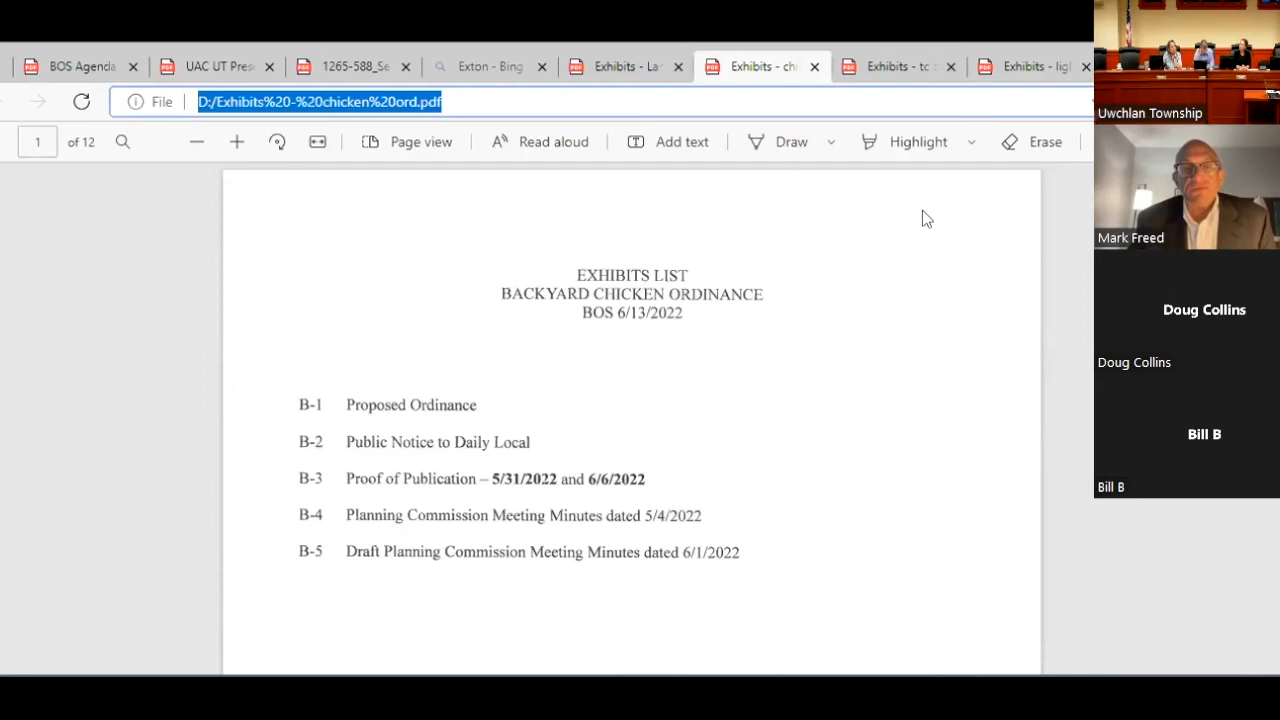 BOS Agenda
UAC UT Pres
1265-588_Se
Exton - Bing
Exhibits - La
Exhibits - chi
Exhibits - tc
Exhibits - ligl
File
D:/Exhibits%20-%20chicken%20ord.pdf
1 of 12
Page view
Read aloud
Add text
Draw
Highlight
Erase
EXHIBITS LIST
BACKYARD CHICKEN ORDINANCE
BOS 6/13/2022
B-1 Proposed Ordinance
B-2 Public Notice to Daily Local
B-3 Proof of Publication – 5/31/2022 and 6/6/2022
B-4 Planning Commission Meeting Minutes dated 5/4/2022
B-5 Draft Planning Commission Meeting Minutes dated 6/1/2022
Uwchlan Township
Mark Freed
Doug Collins
Doug Collins
Bill B
Bill B